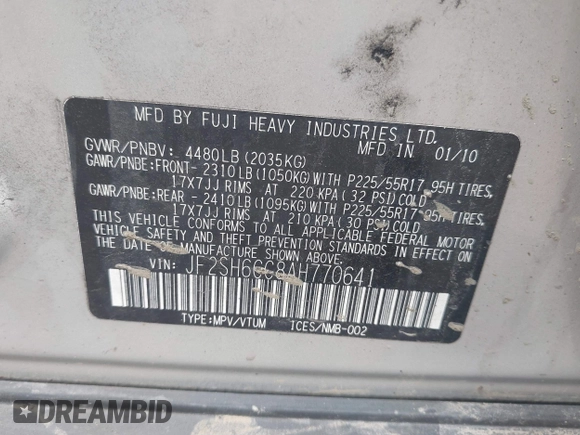 MFD BY FUJI HEAVY INDUSTRIES LTD.
GVWR/PNBV: 4480LB (2035KG) MFD IN 01/10
GAWR/PNBE:FRONT- 2310LB(1050KG)WITH P225/55R17 95H TIRES,
17X7JJ RIMS AT 220 KPA (32 PSI) COLD
GAWR/PNBE:REAR - 2410LB(1095KG)WITH P225/55R17 95H TIRES,
17X7JJ RIMS AT 210 KPA (30 PSI) COLD
THIS VEHICLE CONFORMS TO ALL APPLICABLE FEDERAL MOTOR
VEHICLE SAFETY AND THEFT PREVENTION STANDARDS IN EFFECT ON
THE DATE OF MANUFACTURE SHOWN ABOVE.
VIN: JF2SH6GC8AH770641
TYPE:MPV/VTUM ICES/NMB-002
DREAMBID